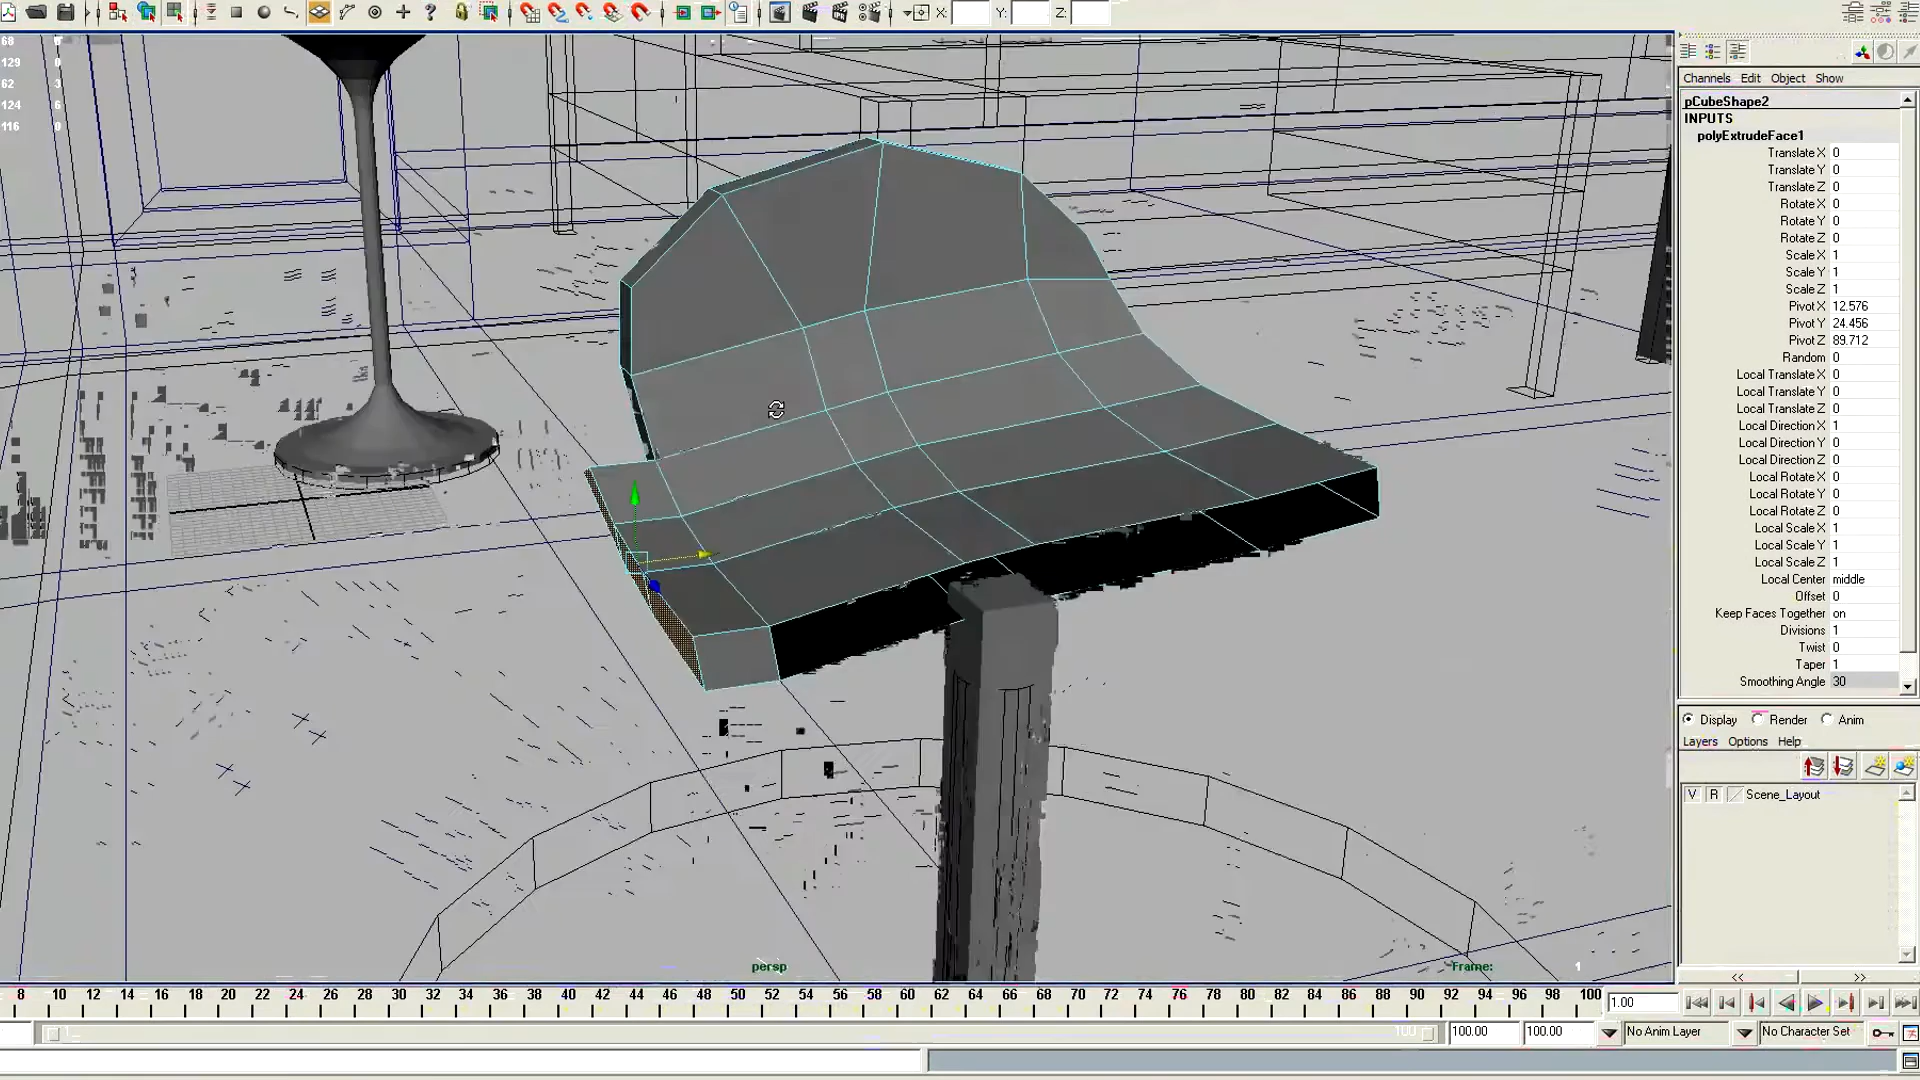 X: Y: Z:
68 0
129 0
62 3
124 6
116 0
Channels Edit Object Show
pCubeShape2
INPUTS
polyExtrudeFace1
Translate X 0
Translate Y 0
Translate Z 0
Rotate X 0
Rotate Y 0
Rotate Z 0
Scale X 1
Scale Y 1
Scale Z 1
Pivot X 12.576
Pivot Y 24.456
Pivot Z 89.712
Random 0
Local Translate X 0
Local Translate Y 0
Local Translate Z 0
Local Direction X 1
Local Direction Y 0
Local Direction Z 0
Local Rotate X 0
Local Rotate Y 0
Local Rotate Z 0
Local Scale X 1
Local Scale Y 1
Local Scale Z 1
Local Center middle
Offset 0
Keep Faces Together on
Divisions 1
Twist 0
Taper 1
Smoothing Angle 30
Display Render Anim
Layers Options Help
V R Scene_Layout
persp Frame: 1
<< >>
8 10 12 14 16 18 20 22 24 26 28 30 32 34 36 38 40 42 44 46 48 50 52 54 56 58 60 62 64 66 68 70 72 74 76 78 80 82 84 86 88 90 92 94 96 98 100 1.00
1 100 100.00 100.00 No Anim Layer No Character Set